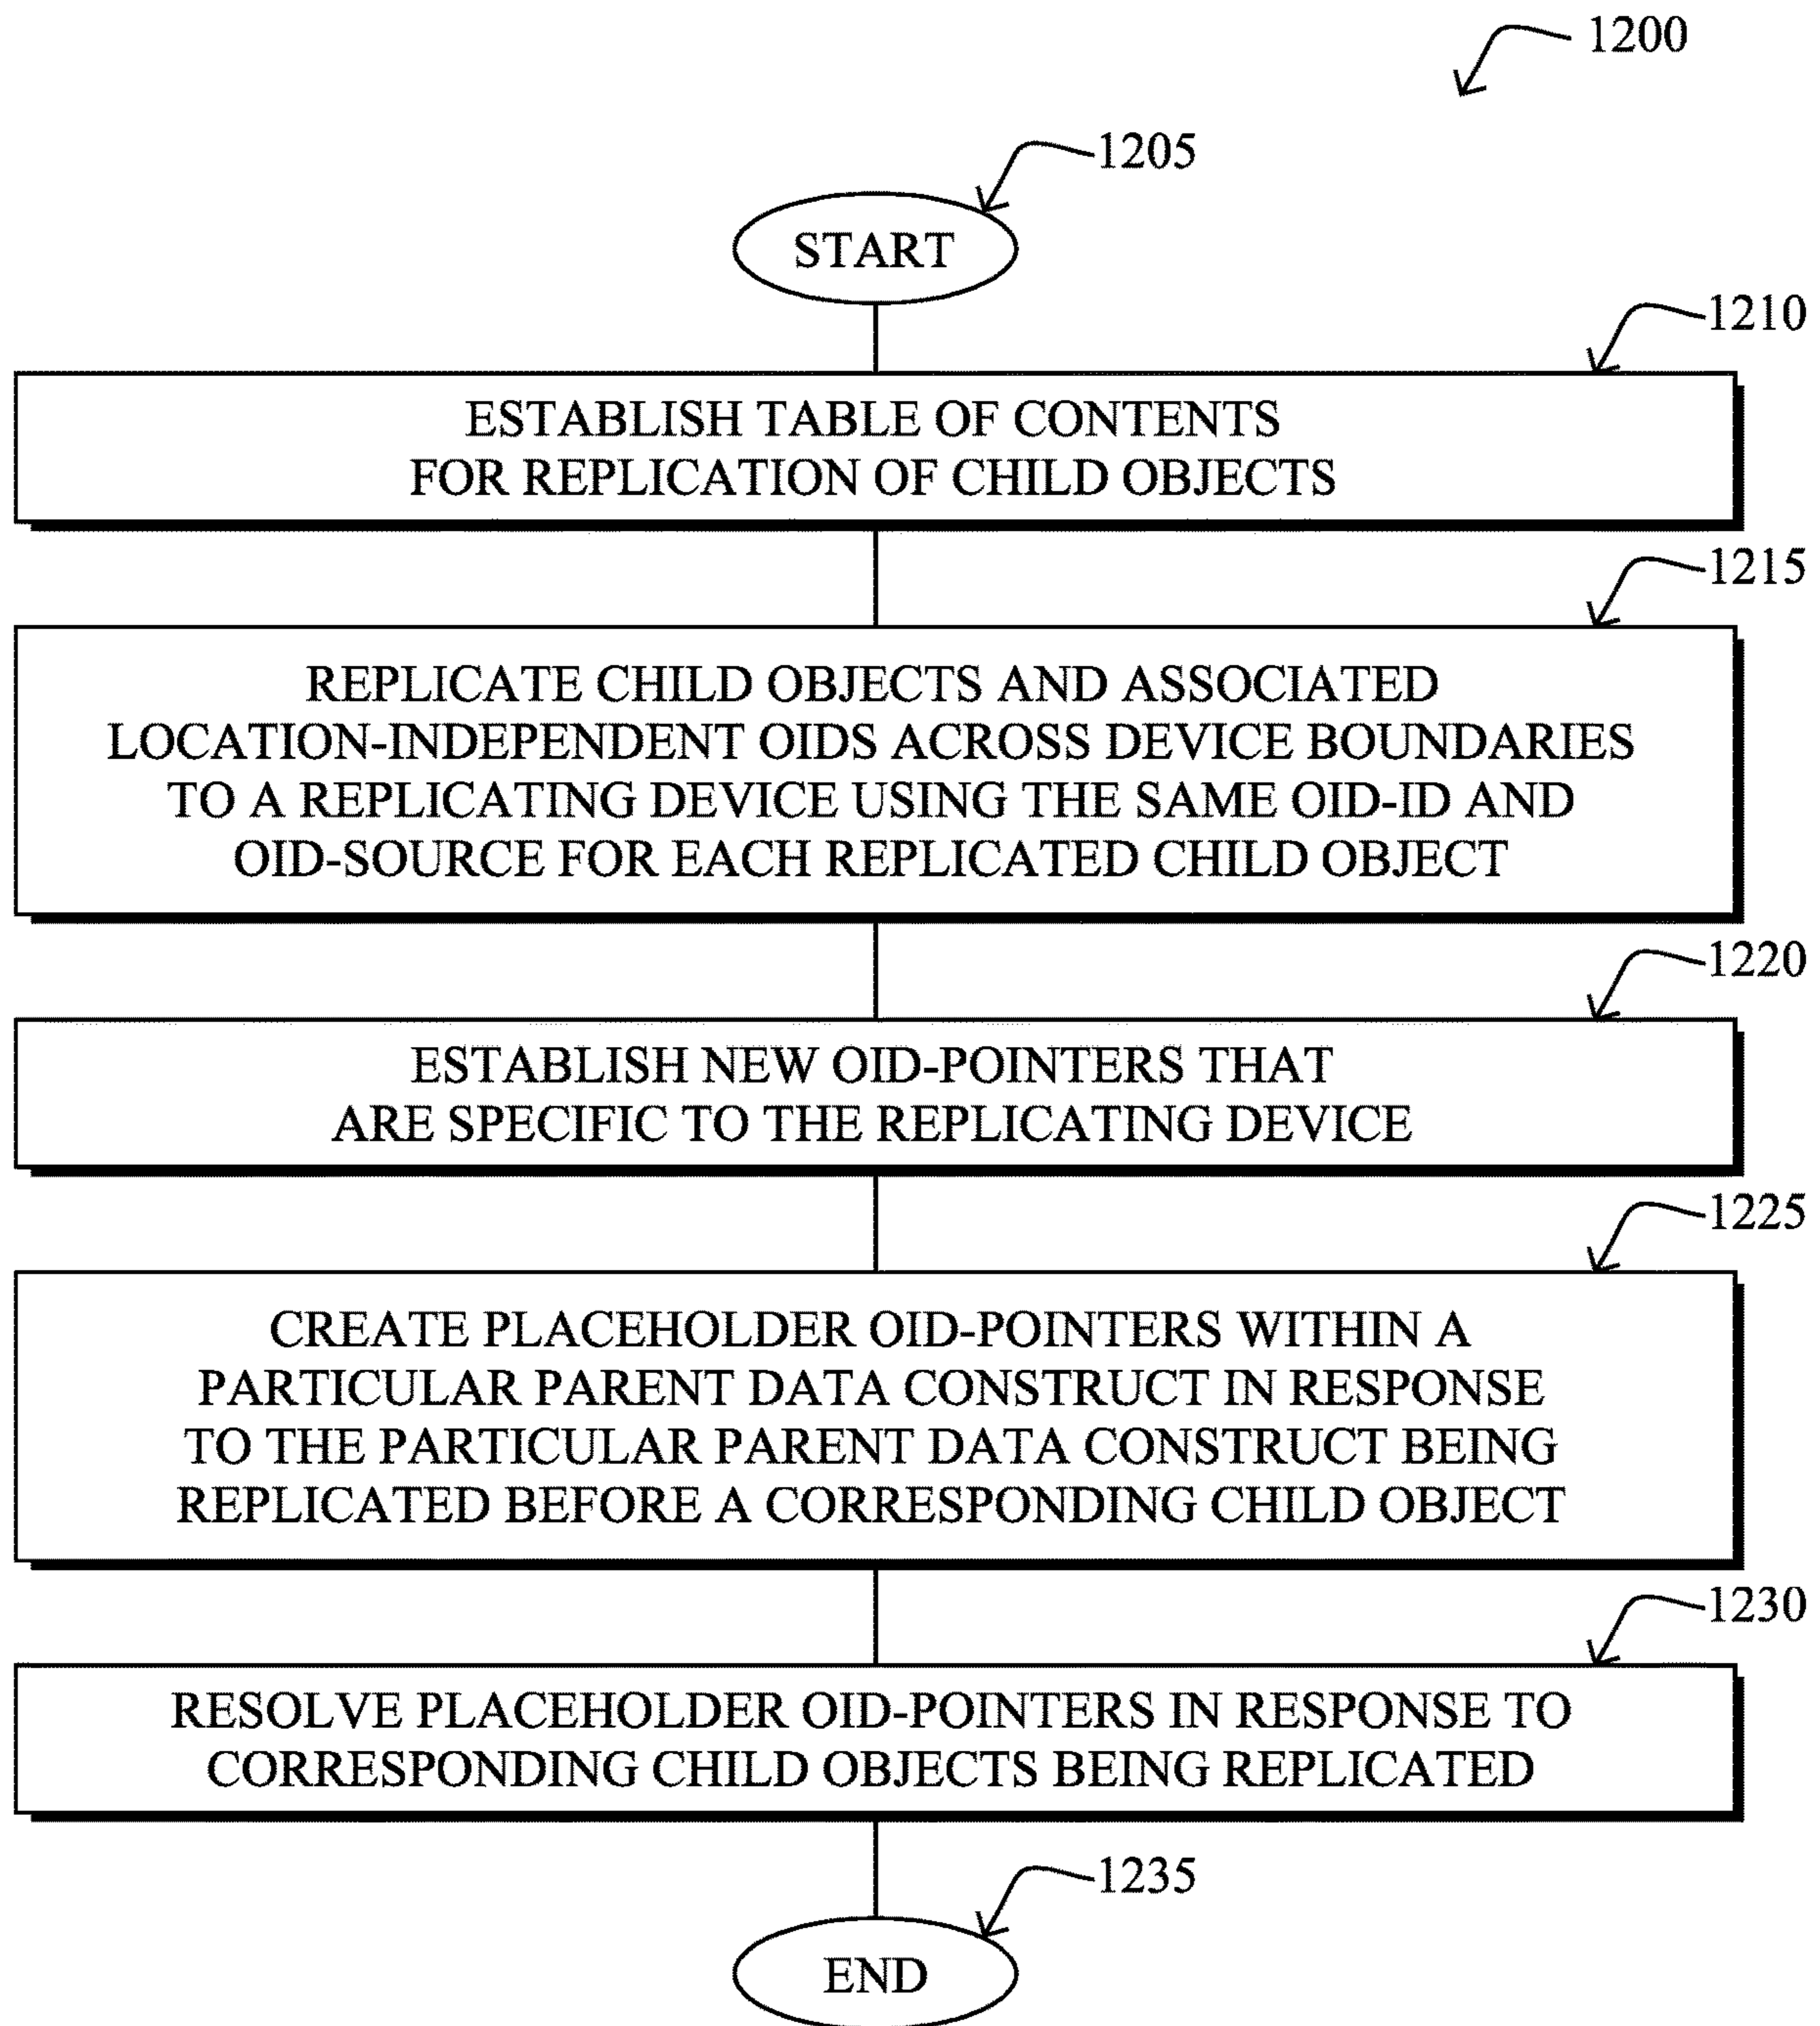 1200
1205
START
1210
ESTABLISH TABLE OF CONTENTS
FOR REPLICATION OF CHILD OBJECTS
1215
REPLICATE CHILD OBJECTS AND ASSOCIATED
LOCATION-INDEPENDENT OIDS ACROSS DEVICE BOUNDARIES
TO A REPLICATING DEVICE USING THE SAME OID-ID AND
OID-SOURCE FOR EACH REPLICATED CHILD OBJECT
1220
ESTABLISH NEW OID-POINTERS THAT
ARE SPECIFIC TO THE REPLICATING DEVICE
1225
CREATE PLACEHOLDER OID-POINTERS WITHIN A
PARTICULAR PARENT DATA CONSTRUCT IN RESPONSE
TO THE PARTICULAR PARENT DATA CONSTRUCT BEING
REPLICATED BEFORE A CORRESPONDING CHILD OBJECT
1230
RESOLVE PLACEHOLDER OID-POINTERS IN RESPONSE TO
CORRESPONDING CHILD OBJECTS BEING REPLICATED
1235
END